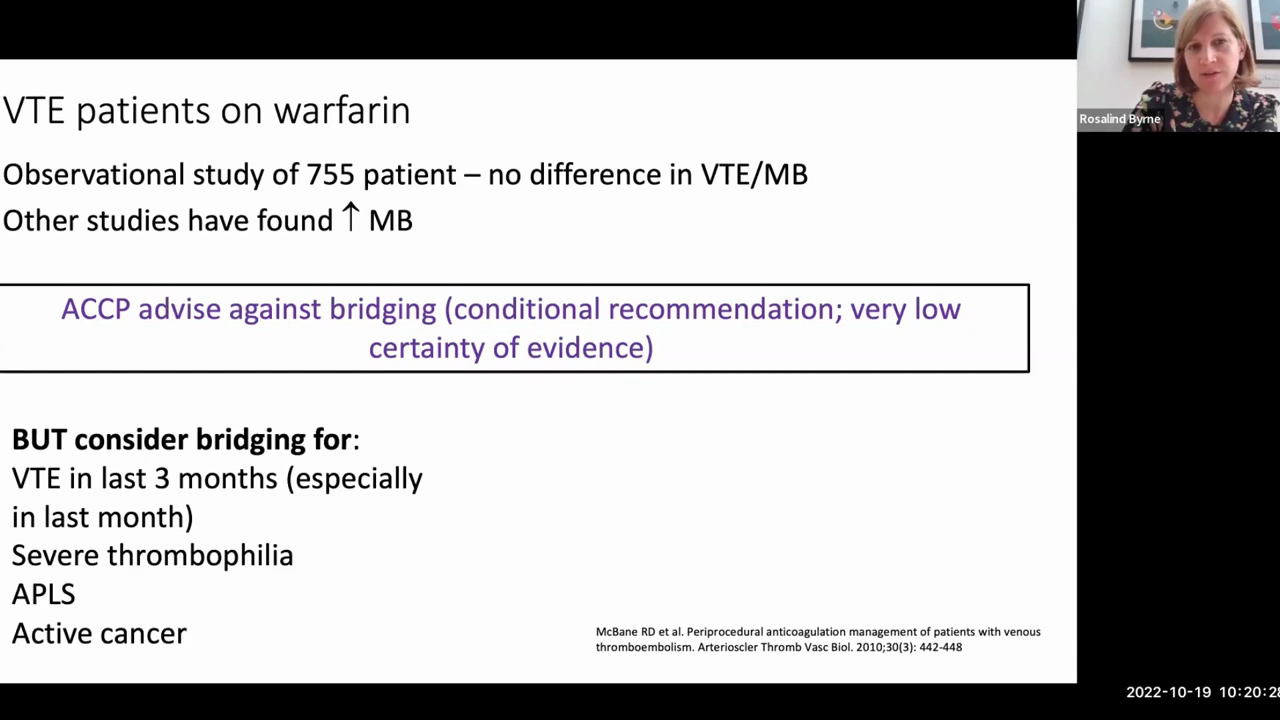 VTE patients on warfarin
Observational study of 755 patient – no difference in VTE/MB
Other studies have found ↑ MB
ACCP advise against bridging (conditional recommendation; very low
certainty of evidence)
BUT consider bridging for:
VTE in last 3 months (especially
in last month)
Severe thrombophilia
APLS
Active cancer
McBane RD et al. Periprocedural anticoagulation management of patients with venous
thromboembolism. Arterioscler Thromb Vasc Biol. 2010;30(3): 442-448
Rosalind Byrne
2022-10-19 10:20:28